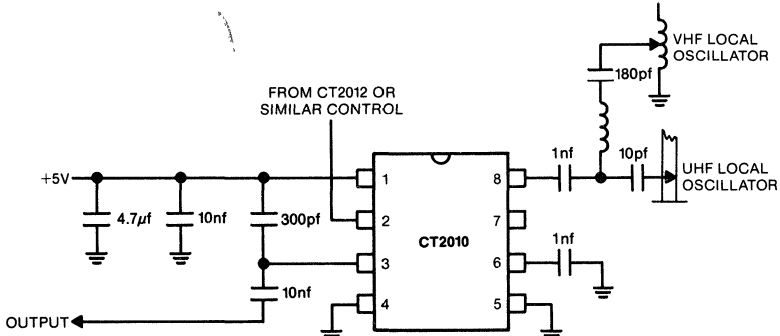 VHF LOCAL
OSCILLATOR
180pf
FROM CT2012 OR
SIMILAR CONTROL
1nf
10pf
+5V
1
8
UHF LOCAL
OSCILLATOR
4.7µf
10nf
300pf
2
7
CT2010
1nf
3
6
10nf
4
5
OUTPUT